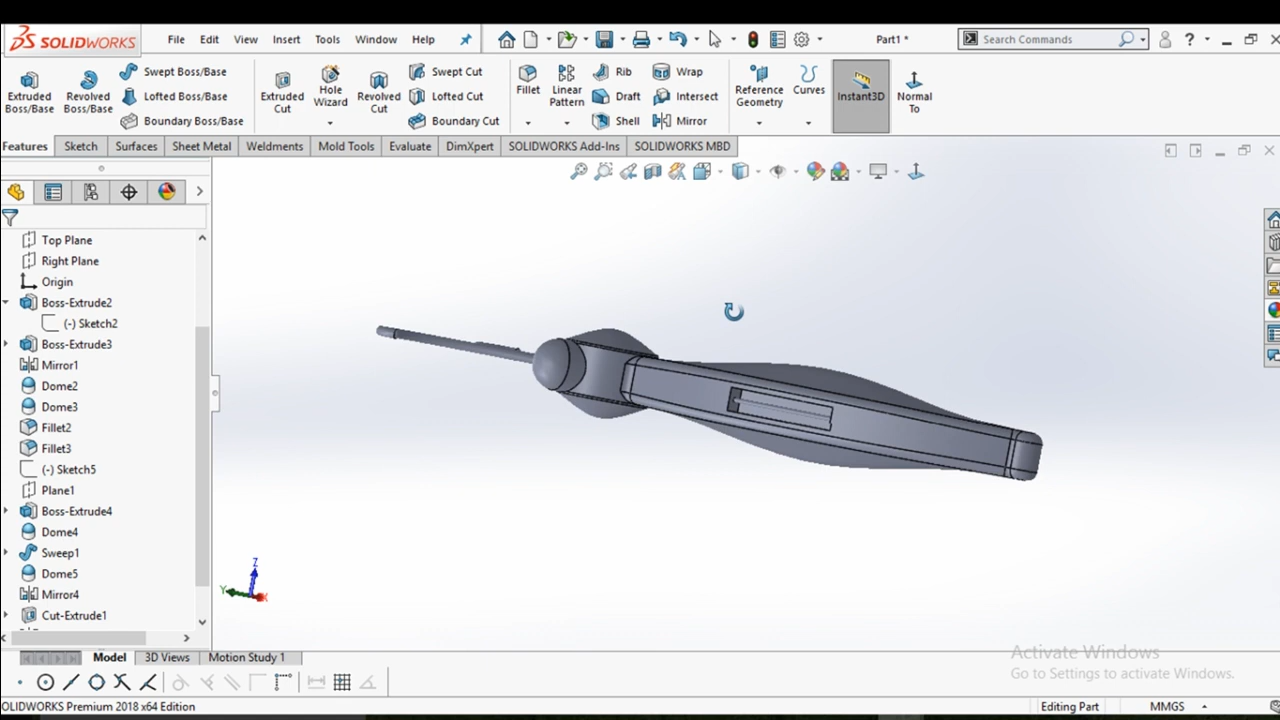 SOLIDWORKS File Edit View Insert Tools Window Help Part1 * Search Commands ?
Extruded Boss/Base Revolved Boss/Base Swept Boss/Base Lofted Boss/Base Boundary Boss/Base Extruded Cut Hole Wizard Revolved Cut Swept Cut Lofted Cut Boundary Cut Fillet Linear Pattern Rib Draft Shell Wrap Intersect Mirror Reference Geometry Curves Instant3D Normal To
Features Sketch Surfaces Sheet Metal Weldments Mold Tools Evaluate DimXpert SOLIDWORKS Add-Ins SOLIDWORKS MBD
Top Plane
Right Plane
Origin
Boss-Extrude2
(-) Sketch2
Boss-Extrude3
Mirror1
Dome2
Dome3
Fillet2
Fillet3
(-) Sketch5
Plane1
Boss-Extrude4
Dome4
Sweep1
Dome5
Mirror4
Cut-Extrude1
Z
Y
X
Activate Windows
Go to Settings to activate Windows.
Model 3D Views Motion Study 1
OLIDWORKS Premium 2018 x64 Edition Editing Part MMGS